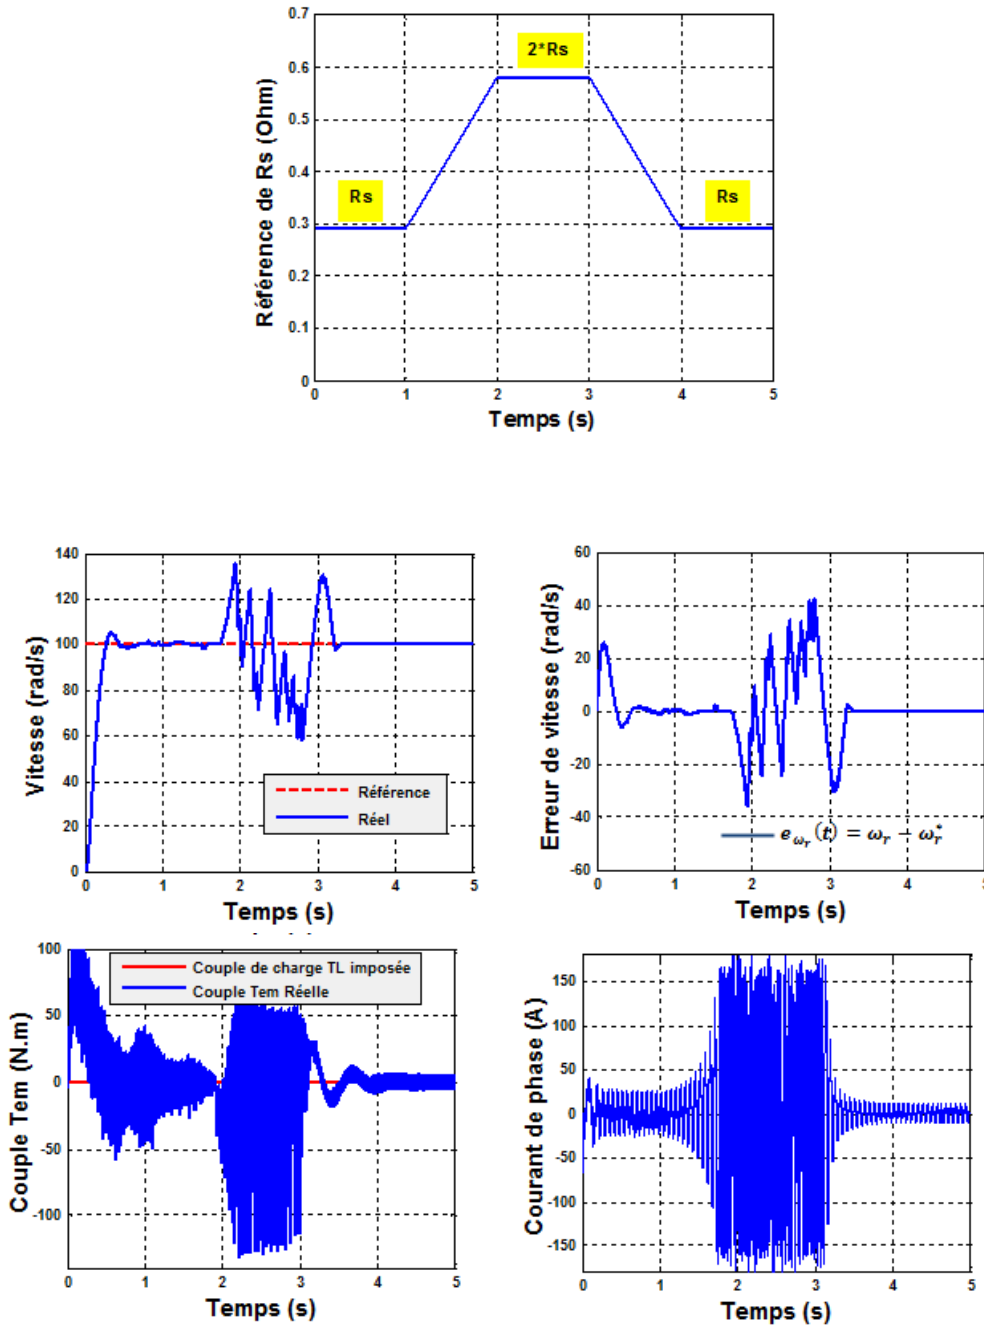 Référence de Rs (Ohm)
0.7
0.6
0.5
0.4
0.3
0.2
0.1
0
2*Rs
Rs
Rs
0 1 2 3 4 5
Temps (s)
Vitesse (rad/s)
140
120
100
80
60
40
20
0
Référence
Réel
0 1 2 3 4 5
Temps (s)
Erreur de vitesse (rad/s)
60
40
20
0
-20
-40
-60
e_{ω_r}(t) = ω_r − ω_r^*
0 1 2 3 4 5
Temps (s)
Couple Tem (N.m)
100
50
0
-50
-100
Couple de charge TL imposée
Couple Tem Réelle
0 1 2 3 4 5
Temps (s)
Courant de phase (A)
150
100
50
0
-50
-100
-150
0 1 2 3 4 5
Temps (s)